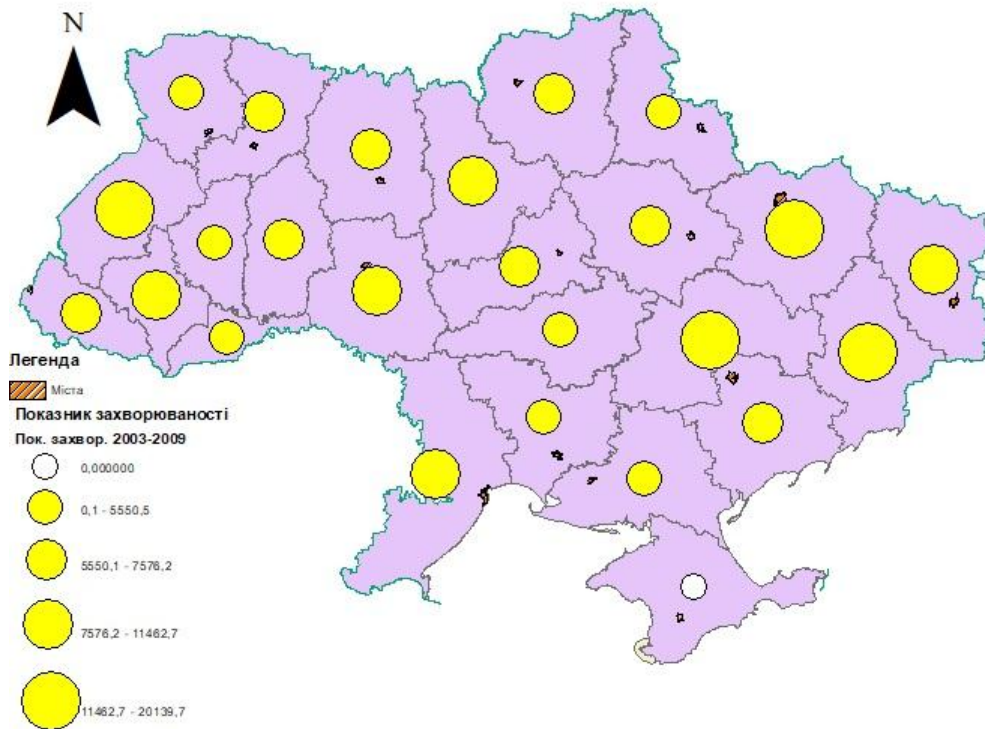 N
Легенда
Міста
Показник захворюваності
Пок. захвор. 2003-2009
0,000000
0,1 - 5550,5
5550,1 - 7576,2
7576,2 - 11462,7
11462,7 - 20139,7